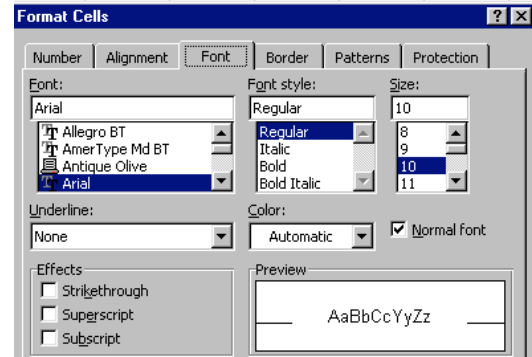 Format Cells
Number Alignment Font Border Patterns Protection
Font: Font style: Size:
Arial Regular 10
Allegro BT Regular 8
AmerType Md BT Italic 9
Antique Olive Bold 10
Arial Bold Italic 11
Underline: Color:
None Automatic Normal font
Effects Preview
Strikethrough
Superscript AaBbCcYyZz
Subscript